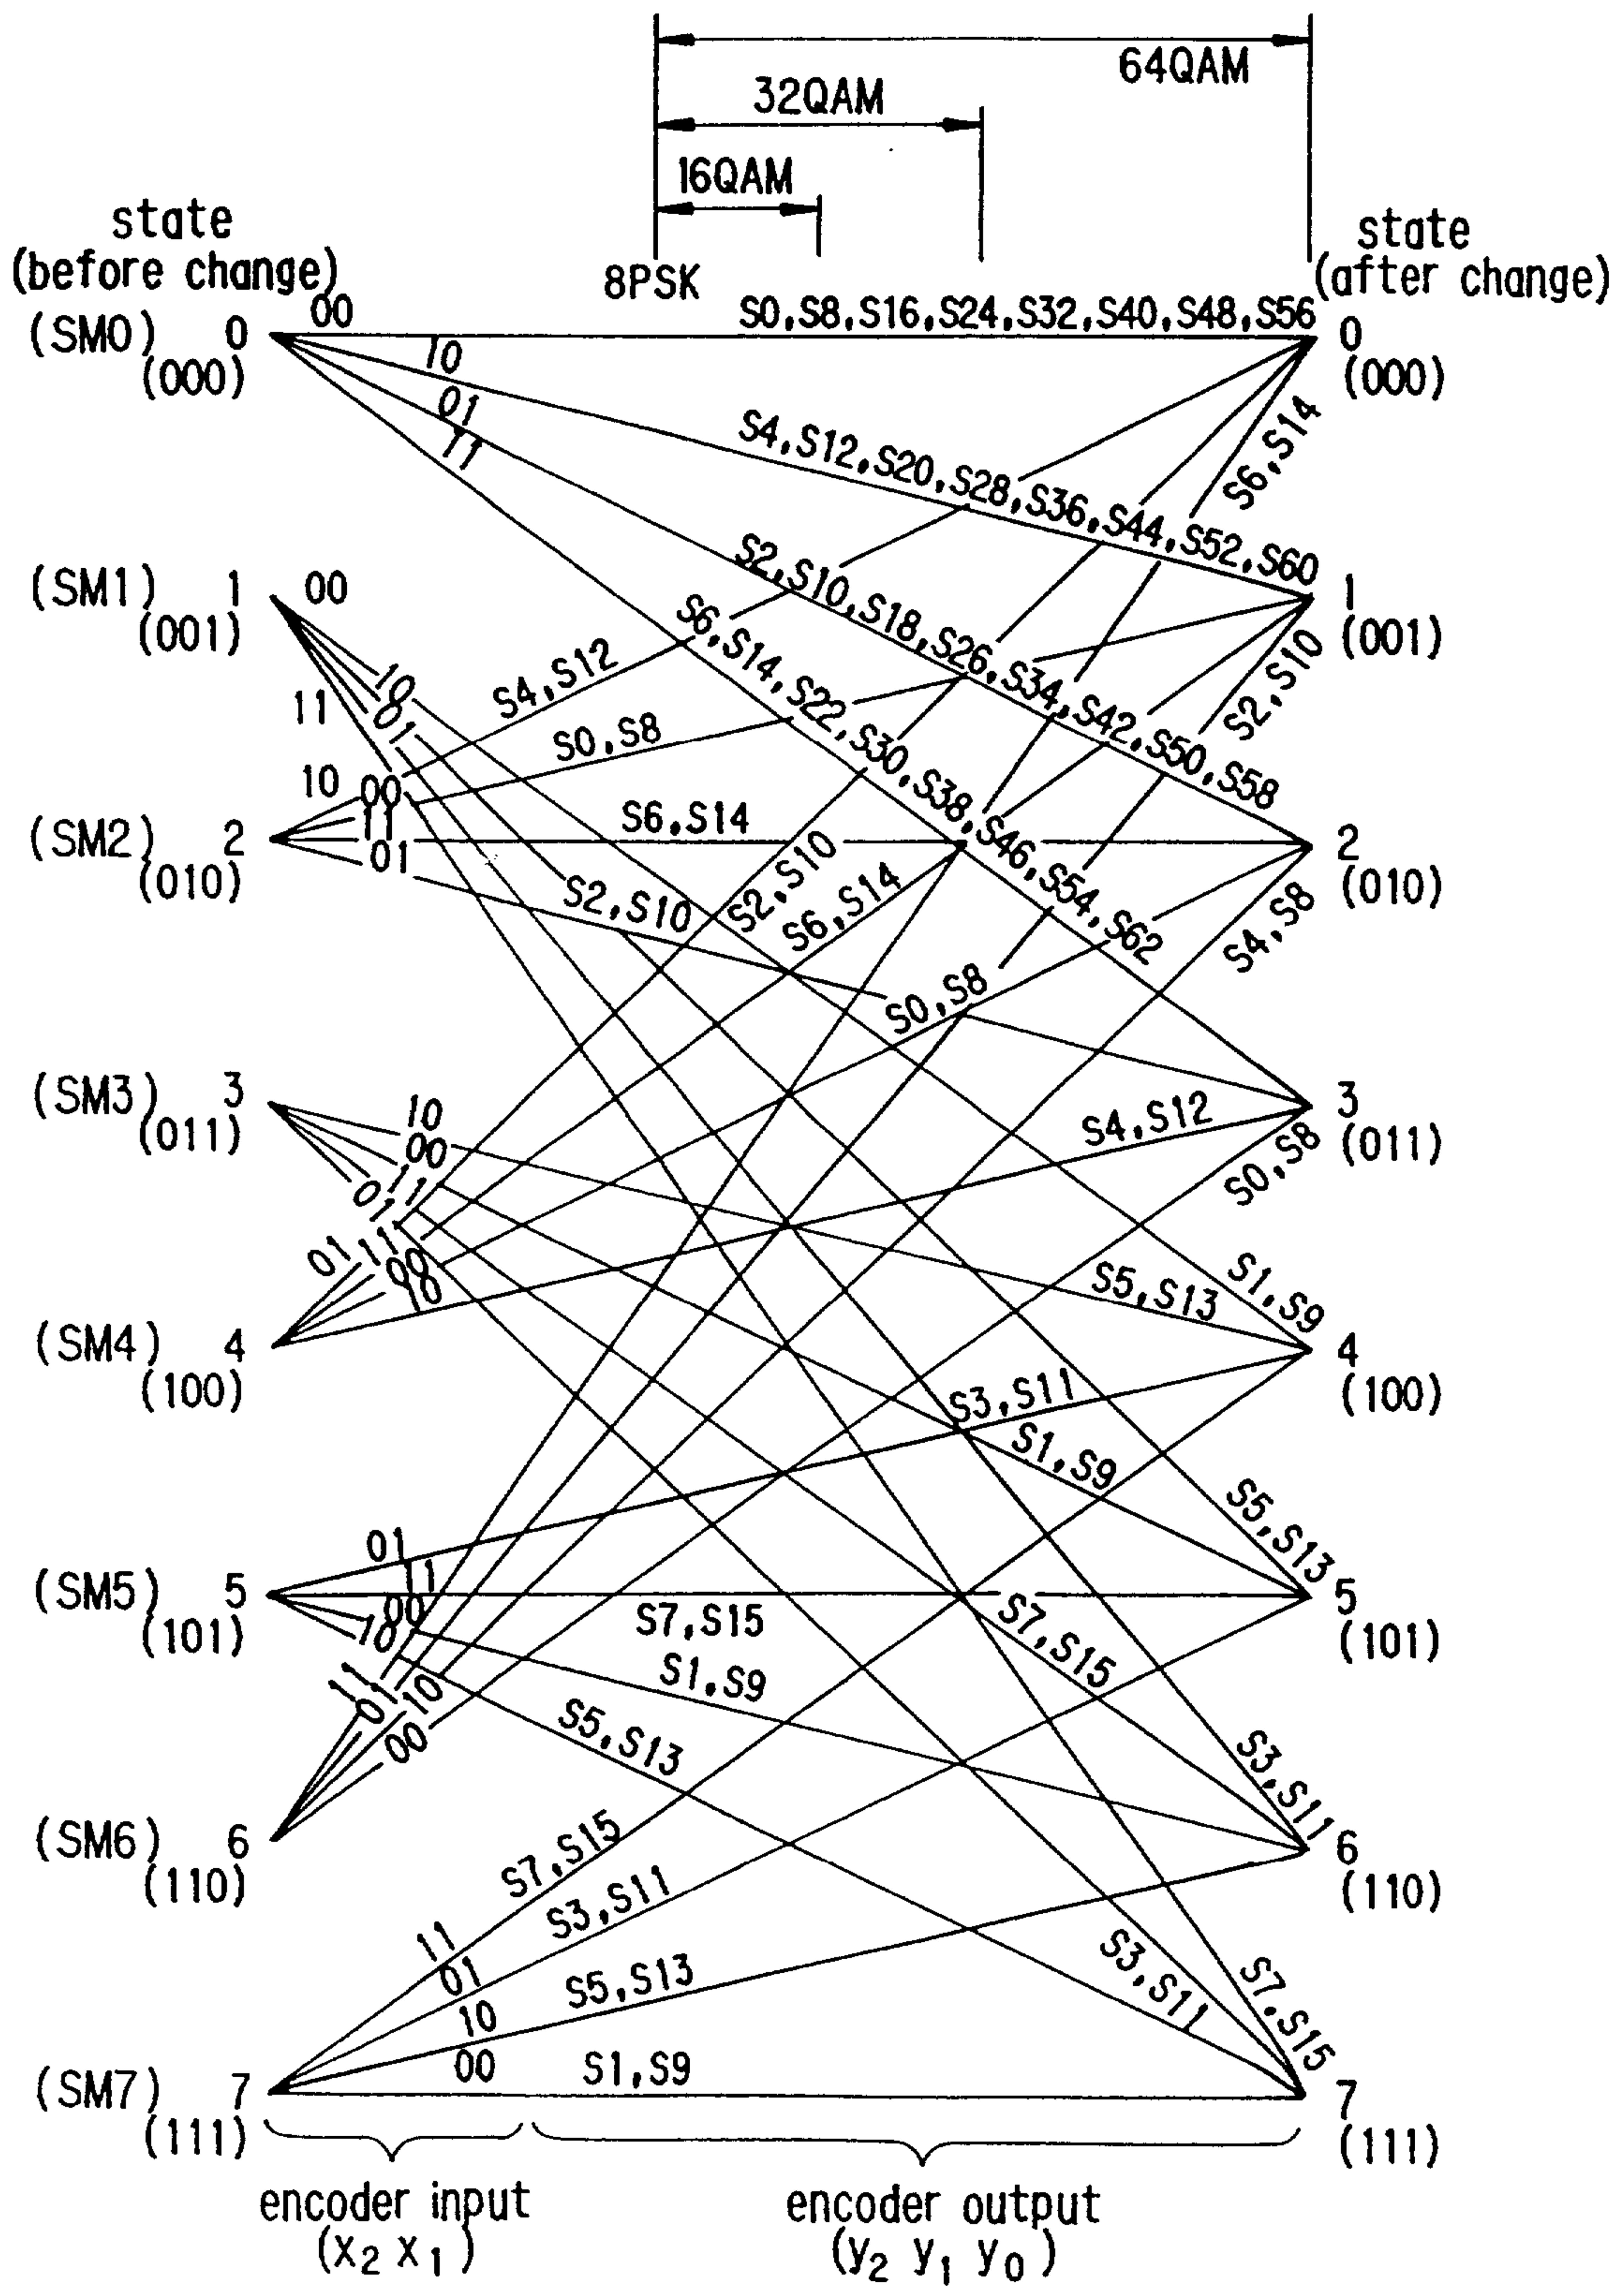 64QAM
32QAM
16QAM
8PSK
state
(before change)
state
(after change)
00
S0,S8,S16,S24,S32,S40,S48,S56
(SM0) 0
(000)
0
(000)
10
01
11
S4,S12,S20,S28,S36,S44,S52,S60
S6,S14
S2,S10,S18,S26,S34,S42,S50,S58
S6,S14,S22,S30,S38,S46,S54,S62
(SM1) 1
(001)
00
10
01
11
1
(001)
S2,S10
S4,S12
S0,S8
(SM2) 2
(010)
10
00
11
01
S6,S14
S2,S10
S2,S10
S6,S14
2
(010)
S4,S8
S0,S8
(SM3) 3
(011)
10
00
11
01
S4,S12
3
(011)
S0,S8
01
11
00
10
(SM4) 4
(100)
S5,S13
S1,S9
4
(100)
S3,S11
S1,S9
S5,S13
(SM5) 5
(101)
01
11
00
10
S7,S15
S1,S9
S5,S13
S7,S15
5
(101)
11
01
10
00
(SM6) 6
(110)
S3,S11
6
(110)
S7,S15
S3,S11
S5,S13
S3,S11
S7,S15
11
01
10
00
S1,S9
(SM7) 7
(111)
7
(111)
encoder input
(x2 x1)
encoder output
(y2 y1 y0)